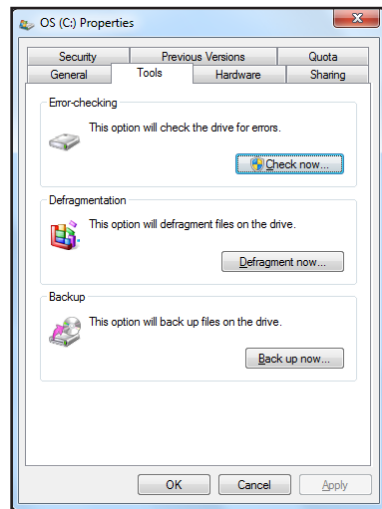 OS (C:) Properties
Security Previous Versions Quota
General Tools Hardware Sharing
Error-checking
This option will check the drive for errors.
Check now...
Defragmentation
This option will defragment files on the drive.
Defragment now...
Backup
This option will back up files on the drive.
Back up now...
OK Cancel Apply